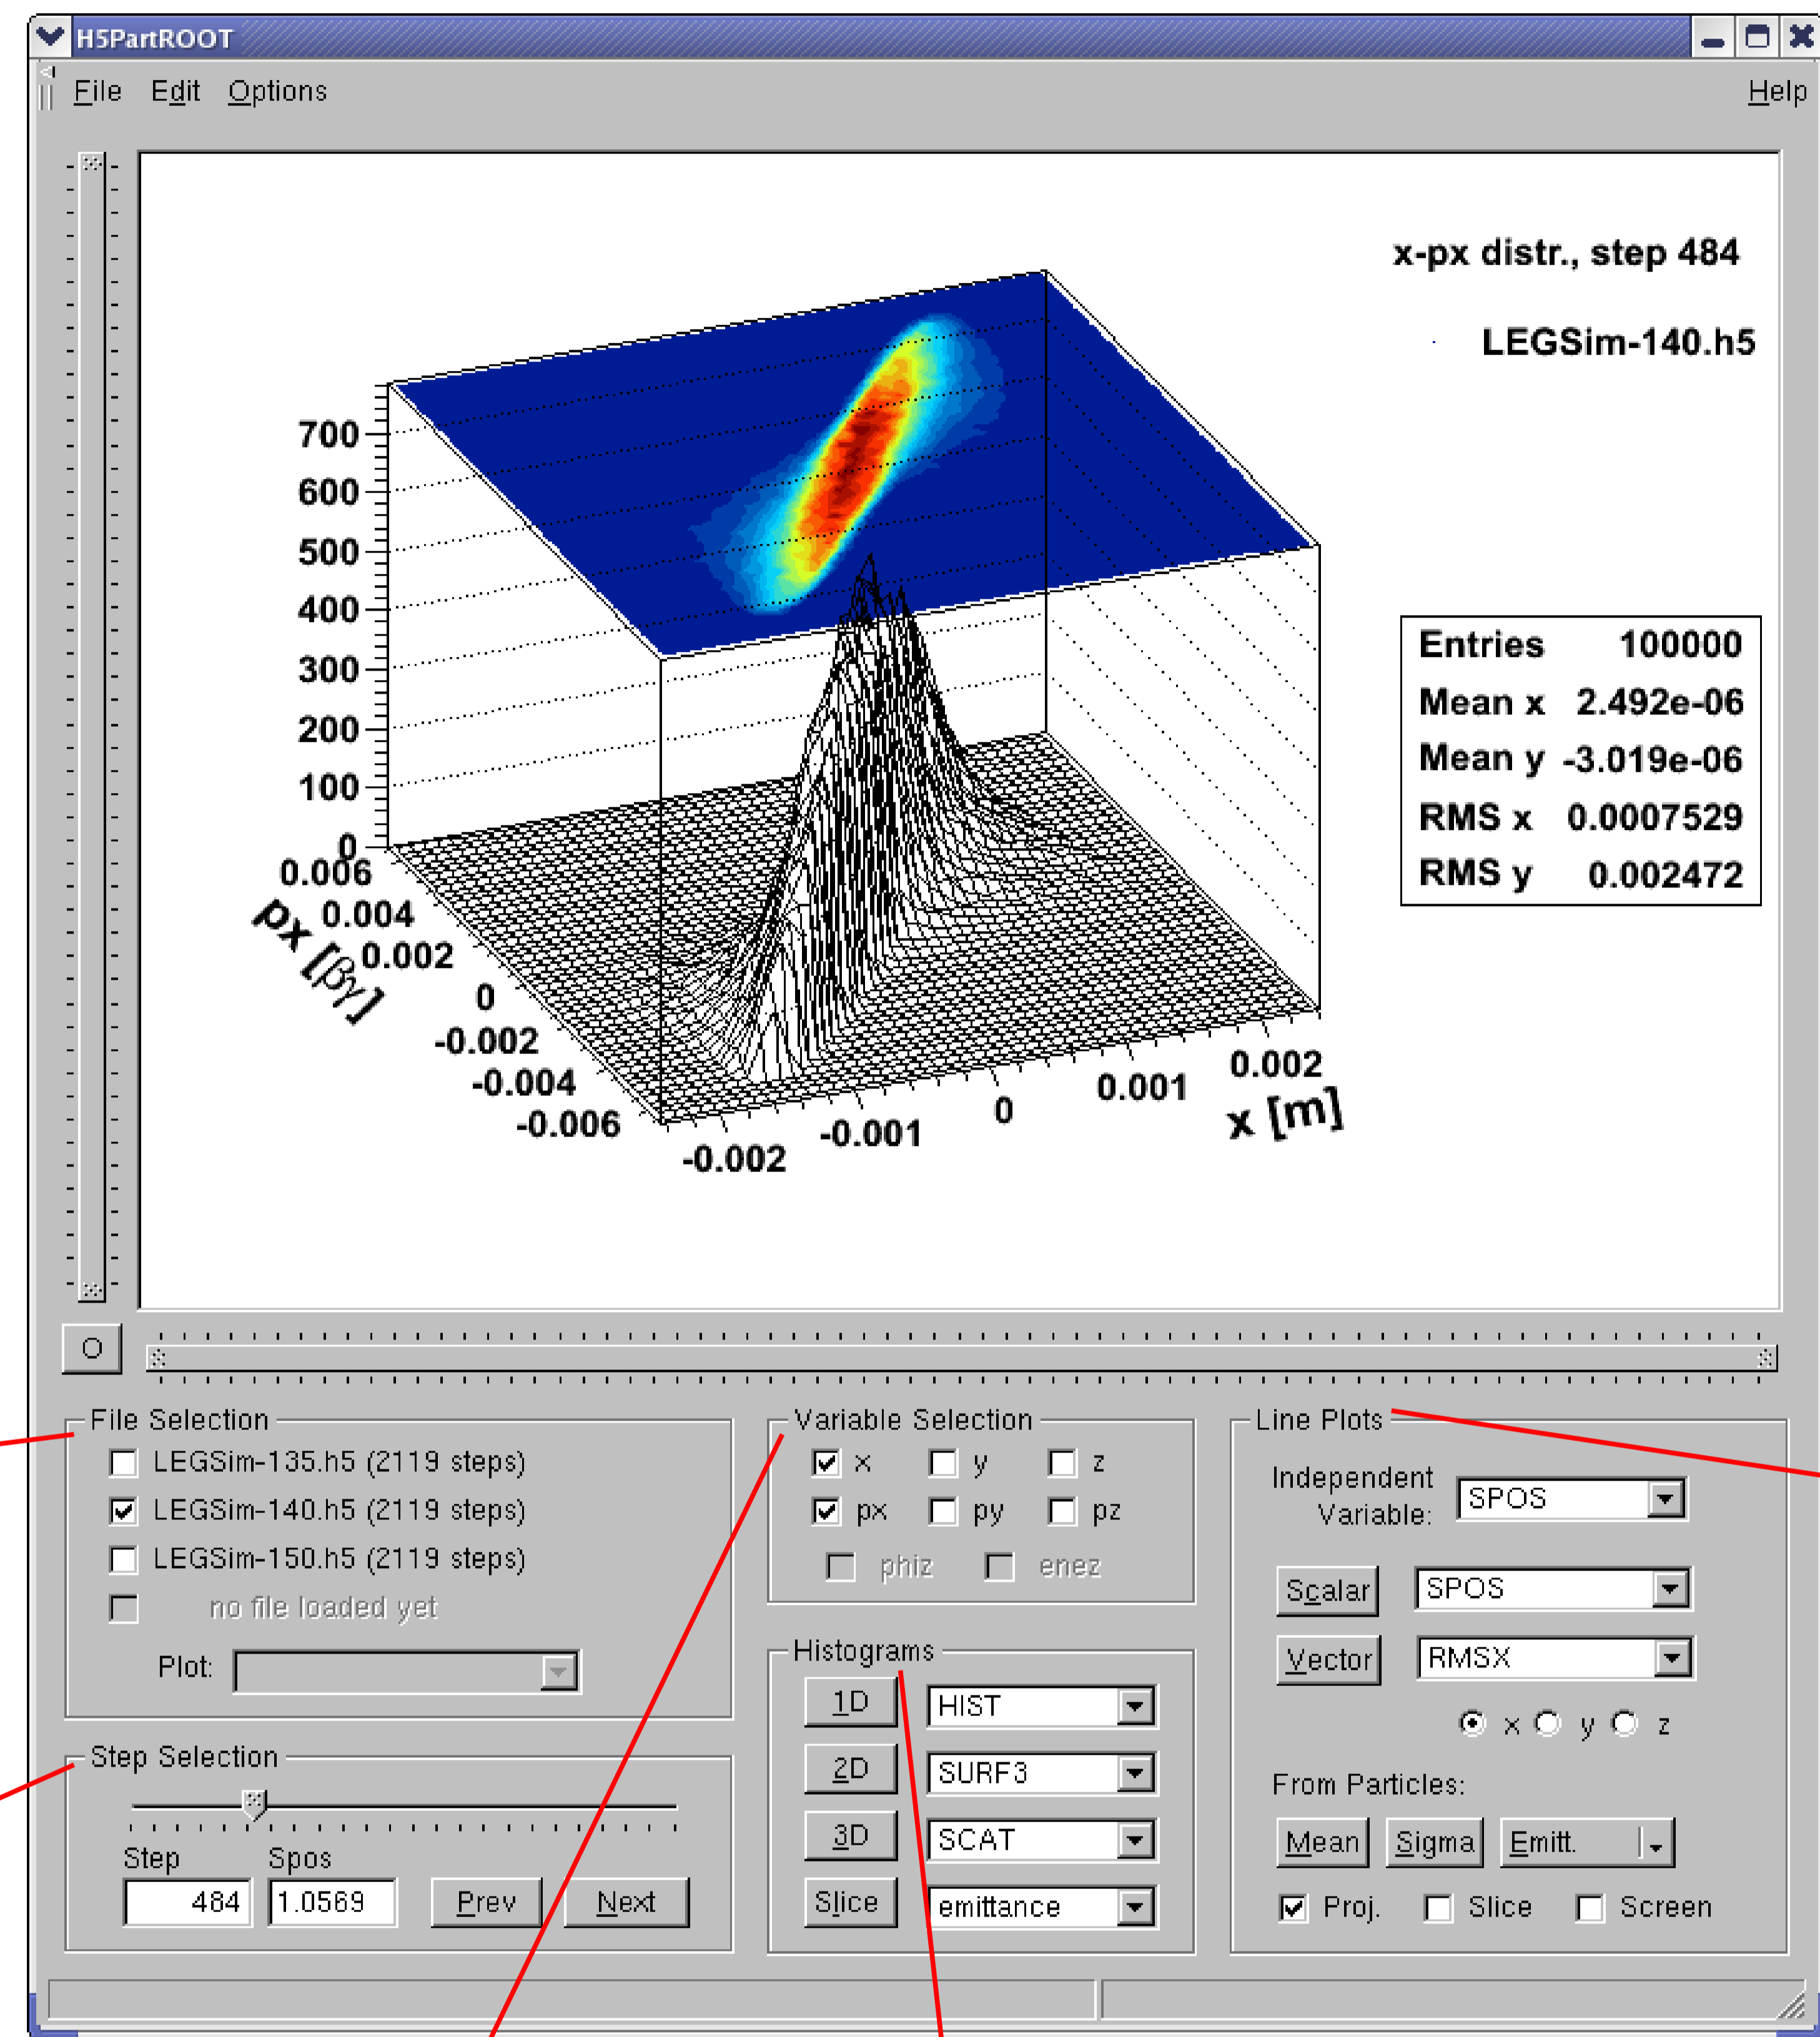 H5PartROOT
File Edit Options Help
x-px distr., step 484
LEGSim-140.h5
700
600
500
400
300
200
100
0
0.006
0.004
0.002
0
-0.002
-0.004
-0.006
px [βγ]
-0.002
-0.001
0
0.001
0.002
x [m]
Entries 100000
Mean x 2.492e-06
Mean y -3.019e-06
RMS x 0.0007529
RMS y 0.002472
File Selection
LEGSim-135.h5 (2119 steps)
LEGSim-140.h5 (2119 steps)
LEGSim-150.h5 (2119 steps)
no file loaded yet
Plot:
Step Selection
Step Spos
484 1.0569 Prev Next
Variable Selection
x y z
px py pz
phiz enez
Histograms
1D HIST
2D SURF3
3D SCAT
Slice emittance
Line Plots
Independent
Variable: SPOS
Scalar SPOS
Vector RMSX
x y z
From Particles:
Mean Sigma Emitt.
Proj. Slice Screen